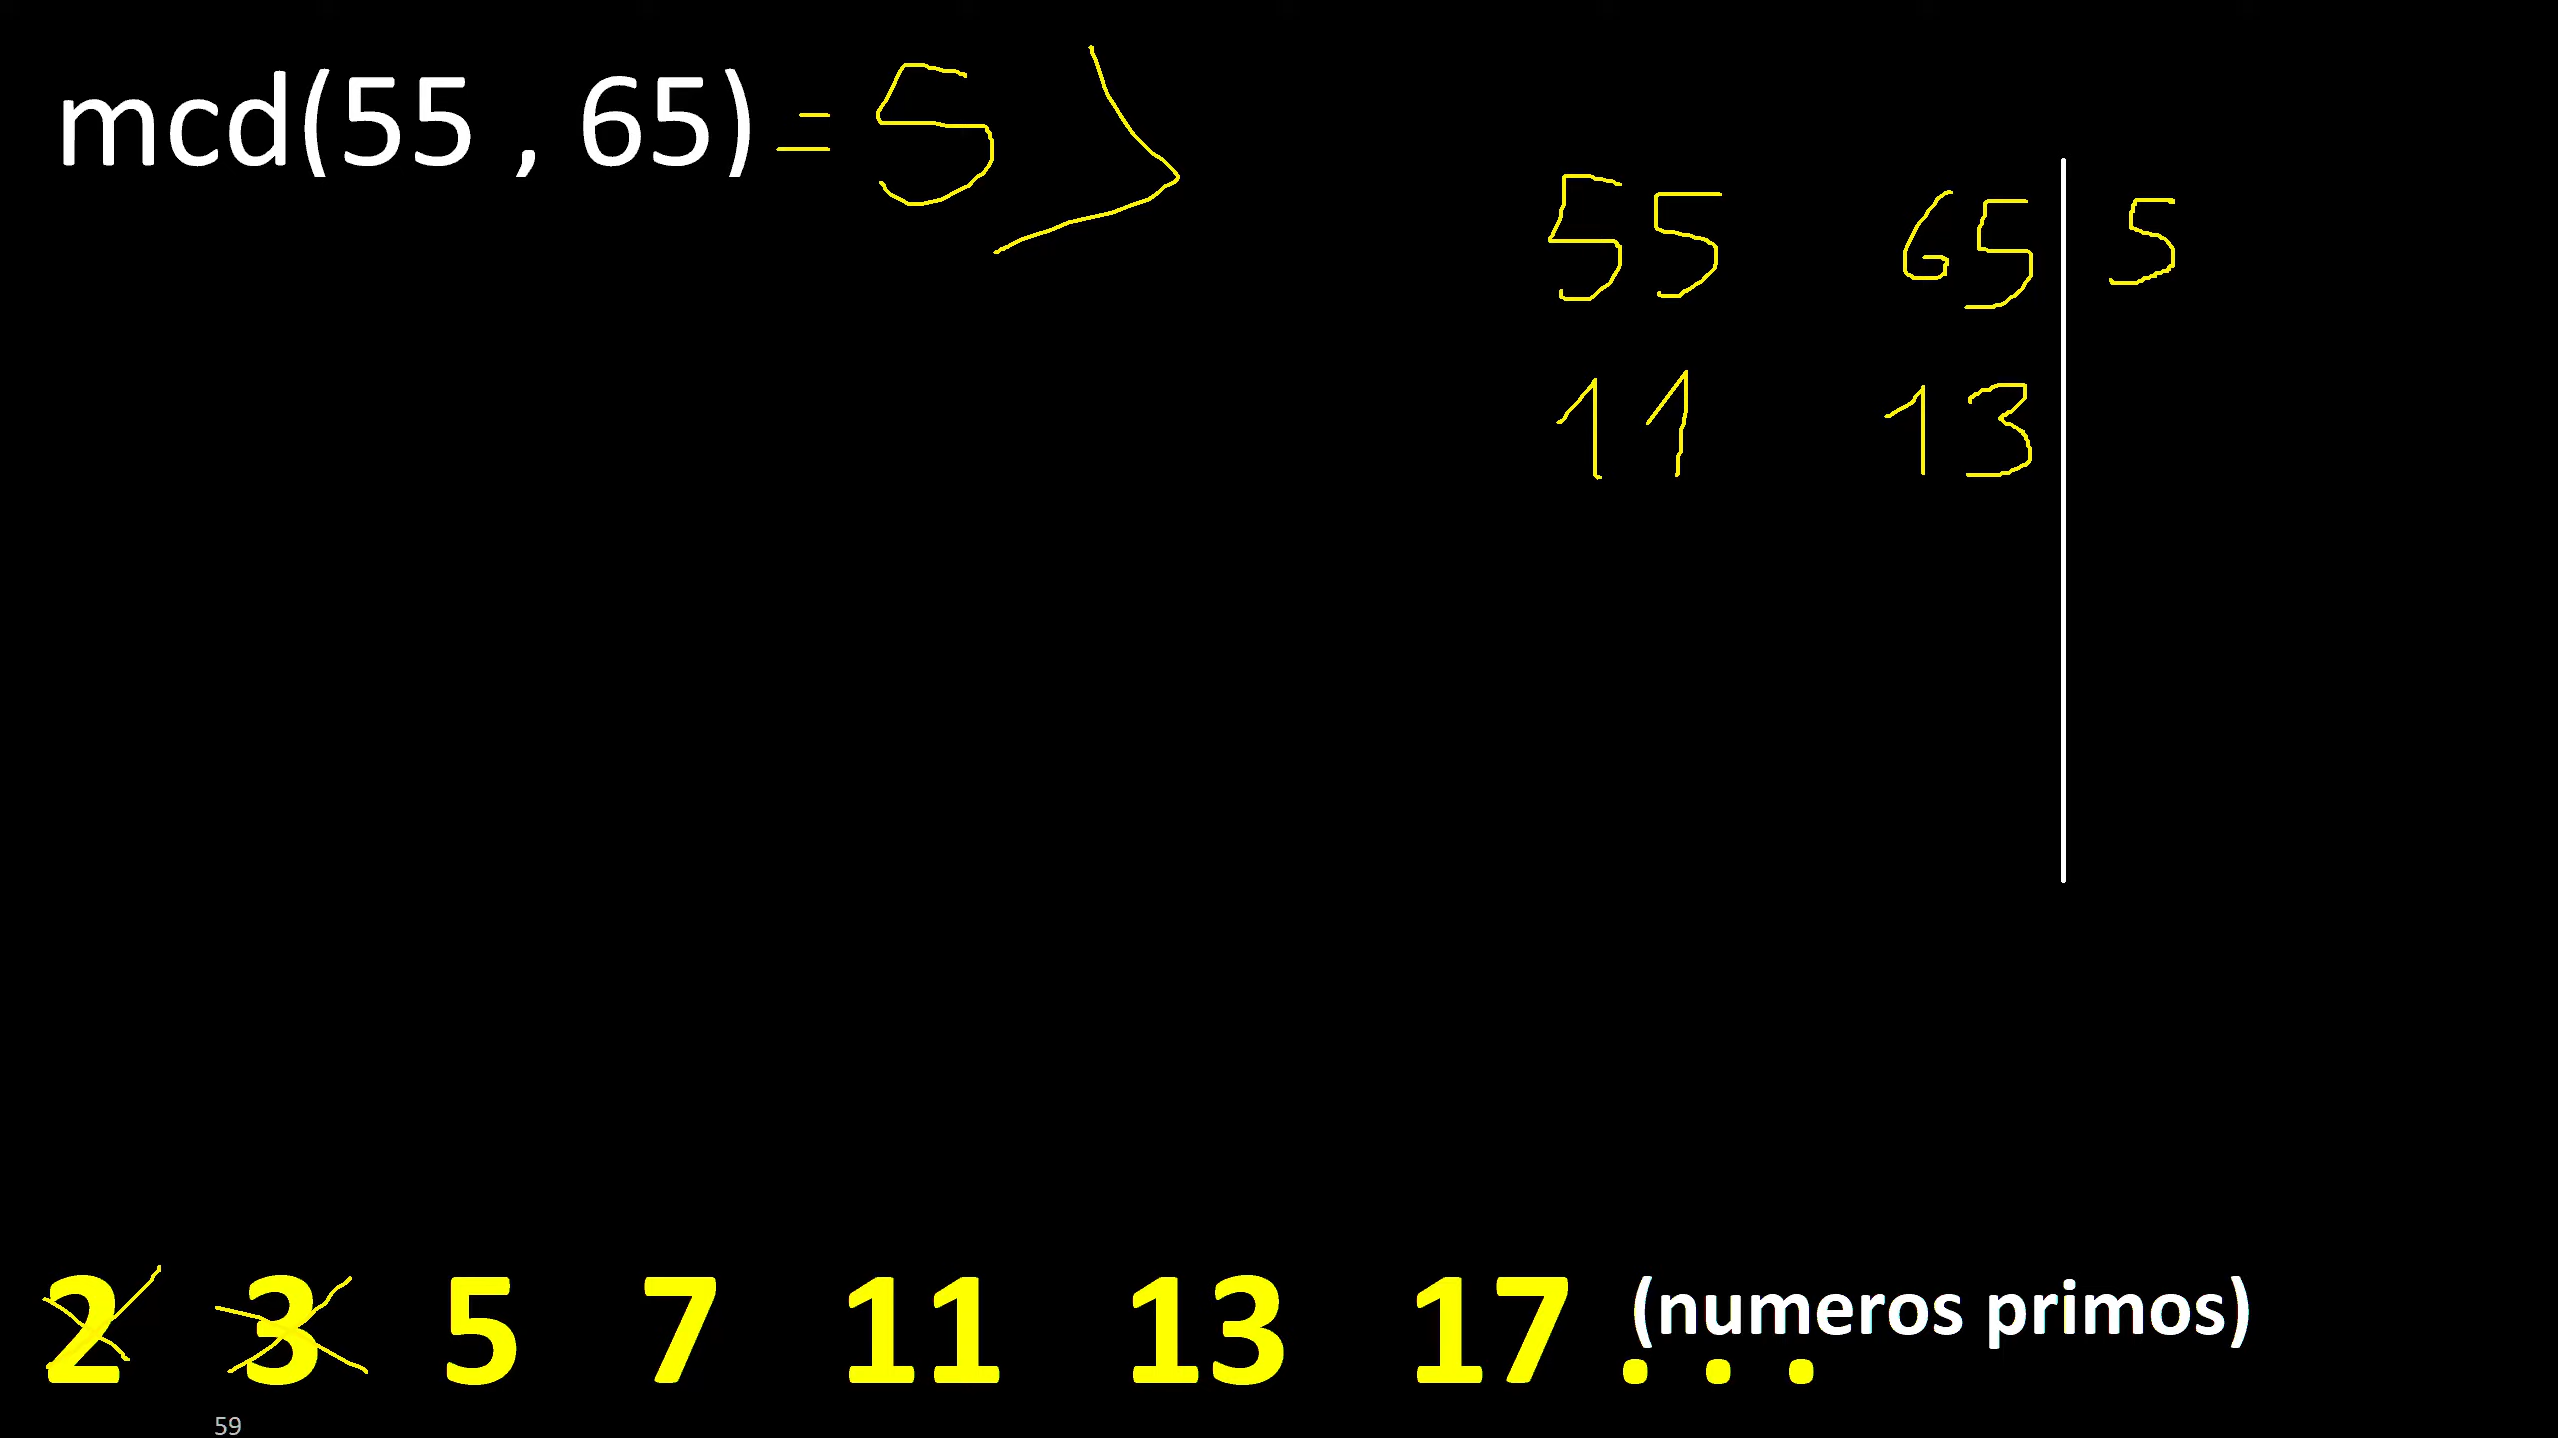 mcd(55 , 65) = 5
55 65 5
11 13
2 3 5 7 11 13 17 ... (numeros primos)
59